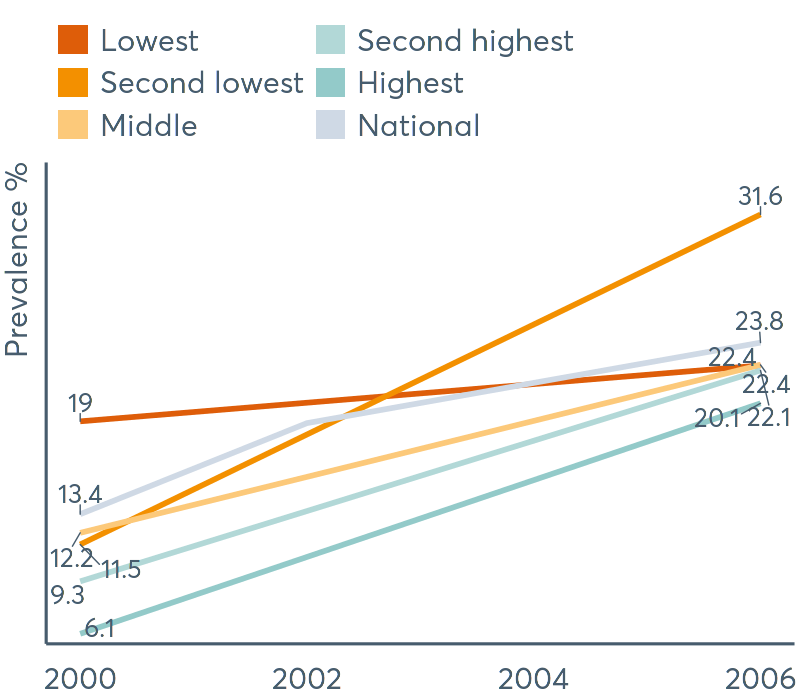 Lowest
Second highest
Second lowest
Highest
Middle
National
Prevalence %
31.6
23.8
22.4
22.4
20.1
22.1
19
13.4
12.2
11.5
9.3
6.1
2000
2002
2004
2006